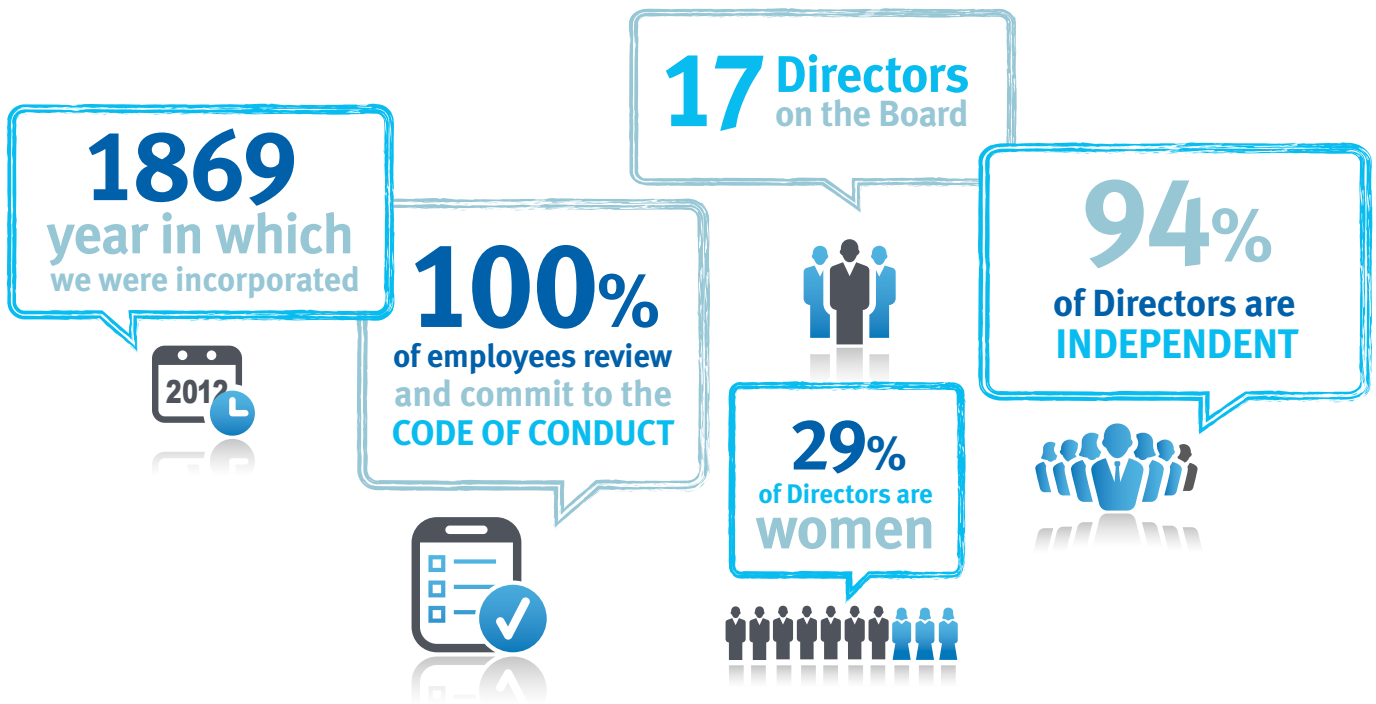 1869
year in which
we were incorporated
2012
100%
of employees review
and commit to the
CODE OF CONDUCT
17 Directors
on the Board
29%
of Directors are
women
94%
of Directors are
INDEPENDENT